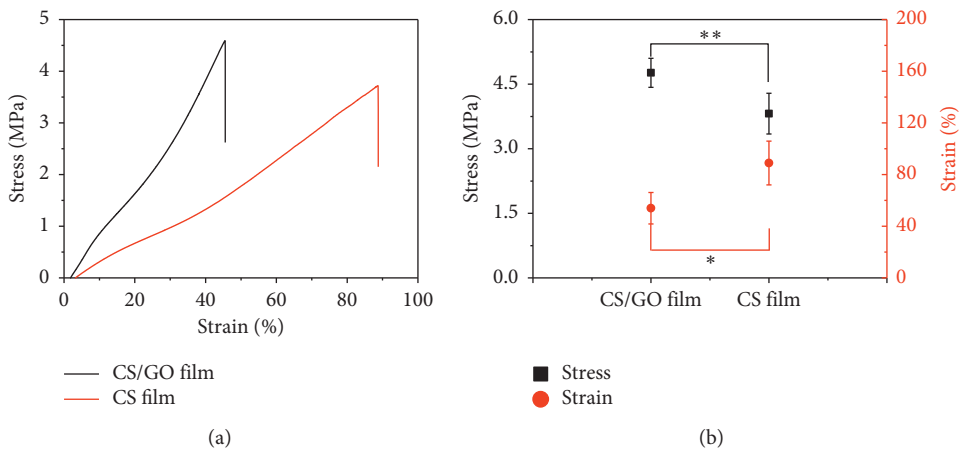 5
4
3
2
1
0
Stress (MPa)
0 20 40 60 80 100
Strain (%)
CS/GO film
CS film
(a)
6.0
4.5
3.0
1.5
0.0
Stress (MPa)
200
160
120
80
40
0
Strain (%)
**
*
CS/GO film CS film
Stress
Strain
(b)